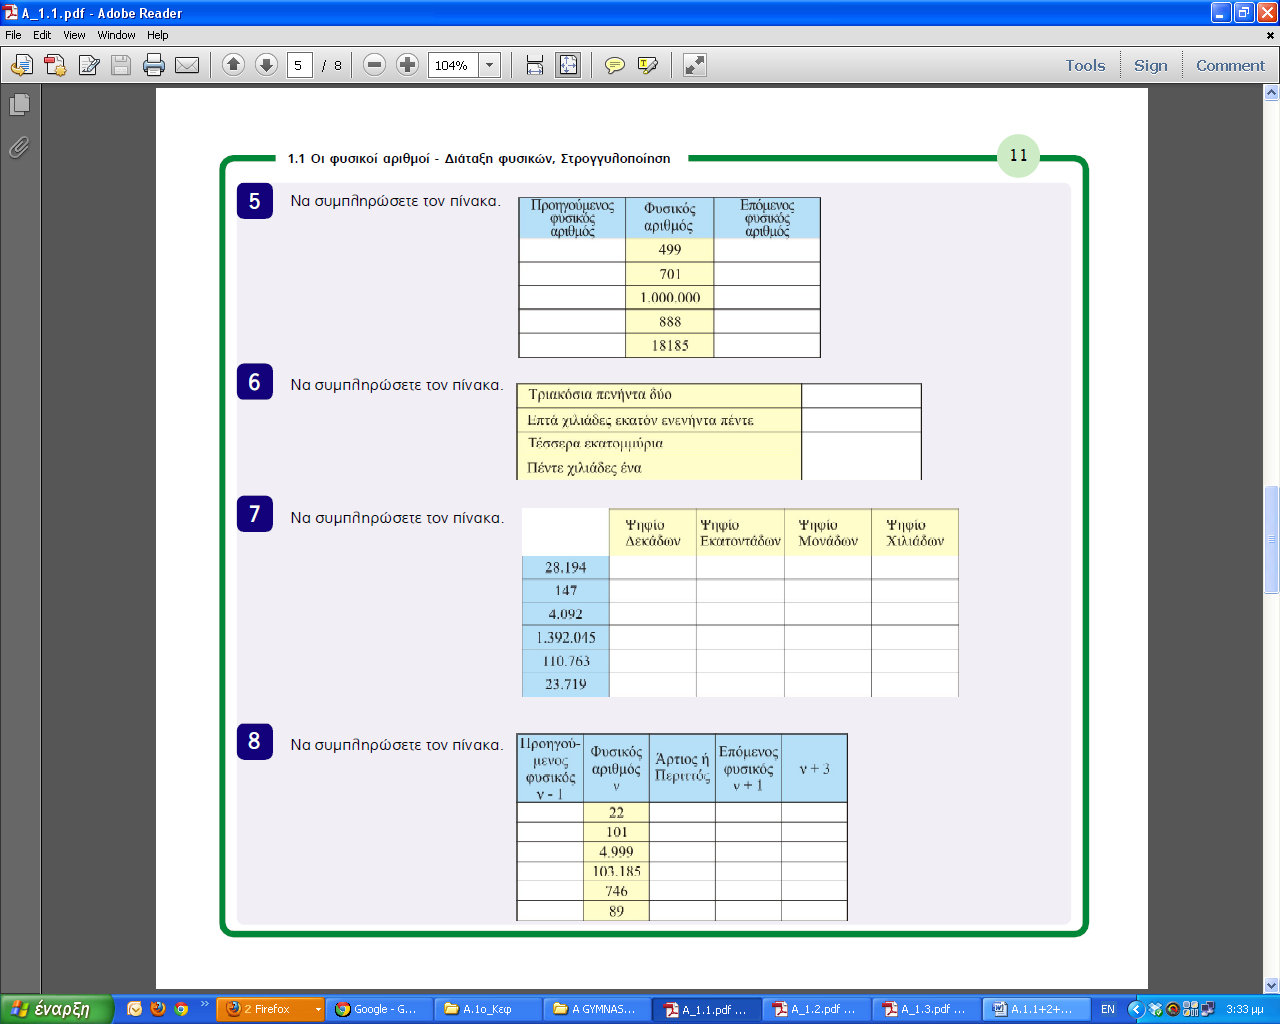 A_1.1.pdf - Adobe Reader
File Edit View Window Help
5 / 8 104% Tools Sign Comment
1.1 Οι φυσικοί αριθμοί - Διάταξη φυσικών, Στρογγυλοποίηση 11
5 Να συμπληρώσετε τον πίνακα.
Προηγούμενος φυσικός αριθμός Φυσικός αριθμός Επόμενος φυσικός αριθμός
499
701
1.000.000
888
18185
6 Να συμπληρώσετε τον πίνακα.
Τριακόσια πενήντα δύο
Επτά χιλιάδες εκατόν ενενήντα πέντε
Τέσσερα εκατομμύρια
Πέντε χιλιάδες ένα
7 Να συμπληρώσετε τον πίνακα.
Ψηφίο Δεκάδων Ψηφίο Εκατοντάδων Ψηφίο Μονάδων Ψηφίο Χιλιάδων
28.194
147
4.092
1.392.045
110.763
23.719
8 Να συμπληρώσετε τον πίνακα.
Προηγού-μενος φυσικός ν - 1 Φυσικός αριθμός ν Άρτιος ή Περιττός Επόμενος φυσικός ν + 1 ν + 3
22
101
4.999
103.185
746
89
έναρξη 2 Firefox Google - G... Α.1ο_Κεφ A GYMNAS... A_1.1.pdf ... A_1.2.pdf ... A_1.3.pdf ... A.1.1+2+... EN 3:33 μμ